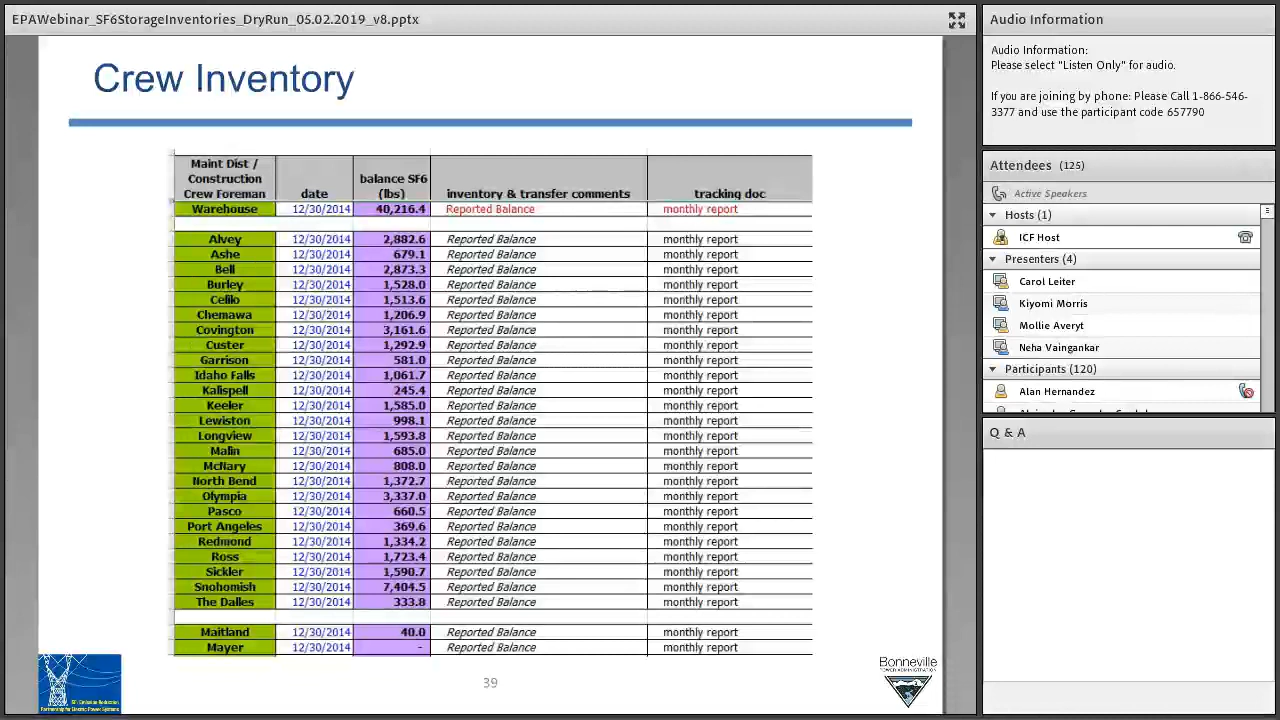 EPAWebinar_SF6StorageInventories_DryRun_05.02.2019_v8.pptx
Crew Inventory
Maint Dist / Construction Crew Foreman date balance SF6 (lbs) inventory & transfer comments tracking doc
Warehouse 12/30/2014 40,216.4 Reported Balance monthly report
Alvey 12/30/2014 2,882.6 Reported Balance monthly report
Ashe 12/30/2014 679.1 Reported Balance monthly report
Bell 12/30/2014 2,873.3 Reported Balance monthly report
Burley 12/30/2014 1,528.0 Reported Balance monthly report
Celilo 12/30/2014 1,513.6 Reported Balance monthly report
Chemawa 12/30/2014 1,206.9 Reported Balance monthly report
Covington 12/30/2014 3,161.6 Reported Balance monthly report
Custer 12/30/2014 1,292.9 Reported Balance monthly report
Garrison 12/30/2014 581.0 Reported Balance monthly report
Idaho Falls 12/30/2014 1,061.7 Reported Balance monthly report
Kalispell 12/30/2014 245.4 Reported Balance monthly report
Keeler 12/30/2014 1,585.0 Reported Balance monthly report
Lewiston 12/30/2014 998.1 Reported Balance monthly report
Longview 12/30/2014 1,593.8 Reported Balance monthly report
Malin 12/30/2014 685.0 Reported Balance monthly report
McNary 12/30/2014 808.0 Reported Balance monthly report
North Bend 12/30/2014 1,372.7 Reported Balance monthly report
Olympia 12/30/2014 3,337.0 Reported Balance monthly report
Pasco 12/30/2014 660.5 Reported Balance monthly report
Port Angeles 12/30/2014 369.6 Reported Balance monthly report
Redmond 12/30/2014 1,334.2 Reported Balance monthly report
Ross 12/30/2014 1,723.4 Reported Balance monthly report
Sickler 12/30/2014 1,590.7 Reported Balance monthly report
Snohomish 12/30/2014 7,404.5 Reported Balance monthly report
The Dalles 12/30/2014 333.8 Reported Balance monthly report
Maitland 12/30/2014 40.0 Reported Balance monthly report
Mayer 12/30/2014 - Reported Balance monthly report
SF6 Emission Reduction
Partnership for Electric Power Systems
39
Bonneville
POWER ADMINISTRATION
Audio Information
Audio Information:
Please select "Listen Only" for audio.
If you are joining by phone: Please Call 1-866-546-
3377 and use the participant code 657790
Attendees (125)
Active Speakers
Hosts (1)
ICF Host
Presenters (4)
Carol Leiter
Kiyomi Morris
Mollie Averyt
Neha Vaingankar
Participants (120)
Alan Hernandez
Q & A